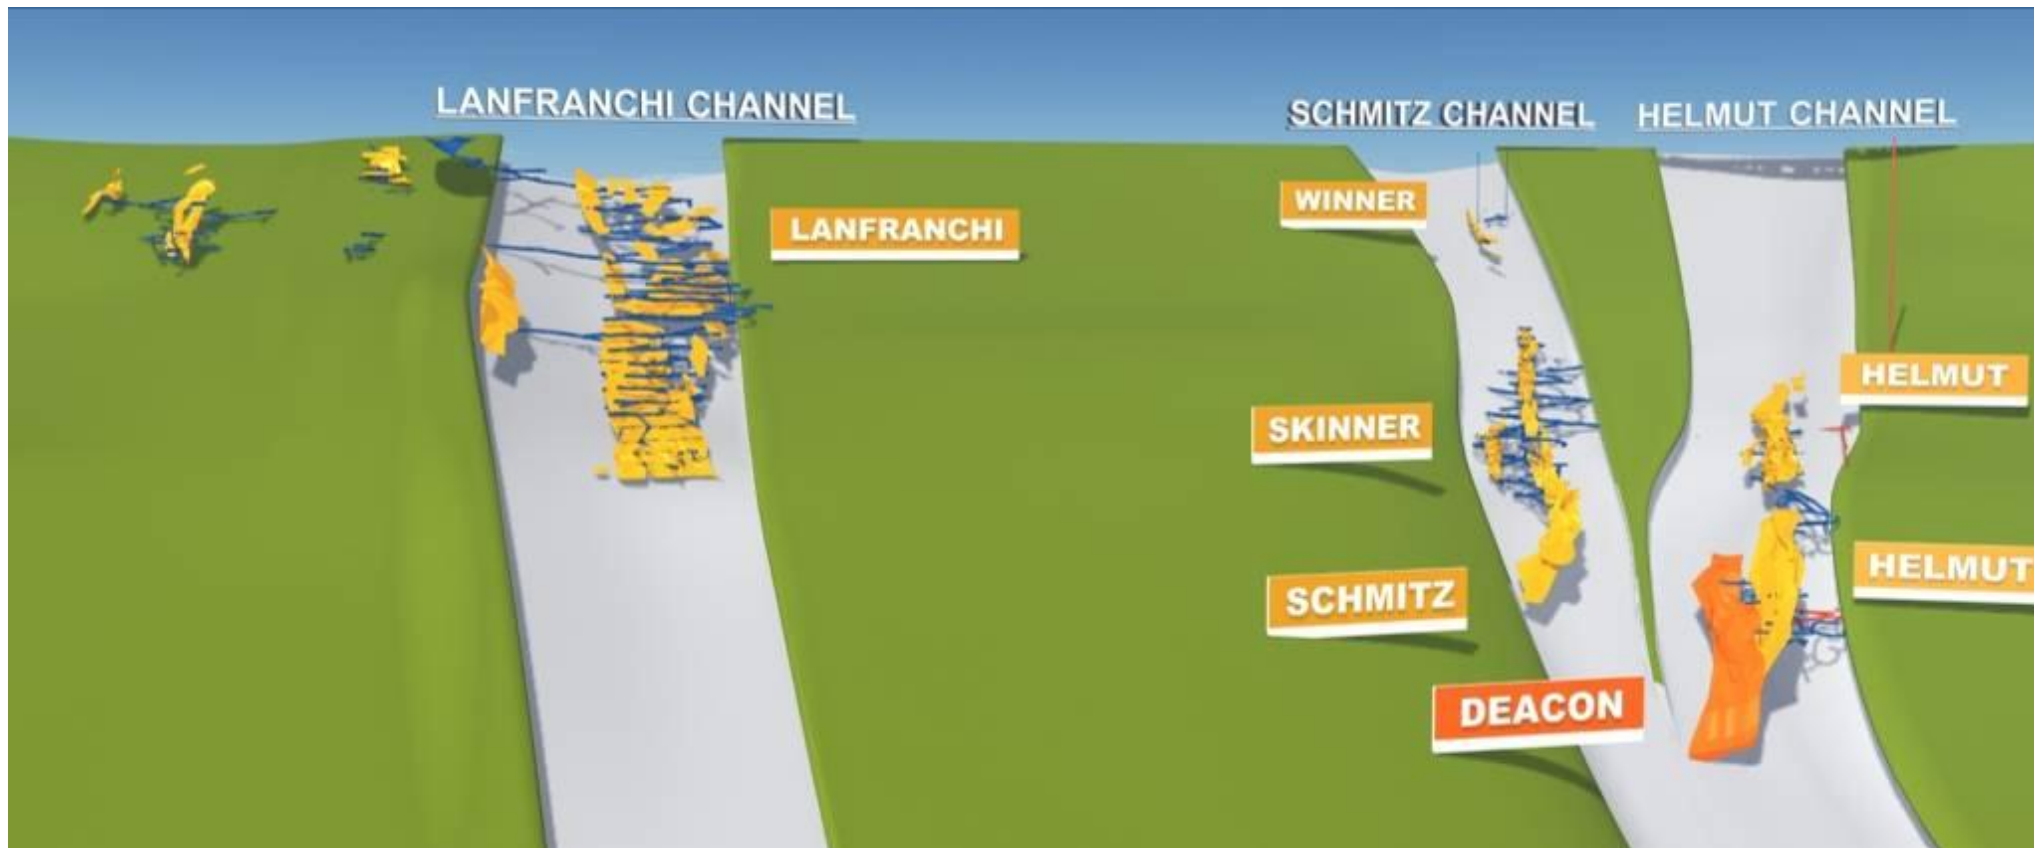 LANFRANCHI CHANNEL
SCHMITZ CHANNEL
HELMUT CHANNEL
WINNER
LANFRANCHI
HELMUT
SKINNER
HELMUT
SCHMITZ
DEACON